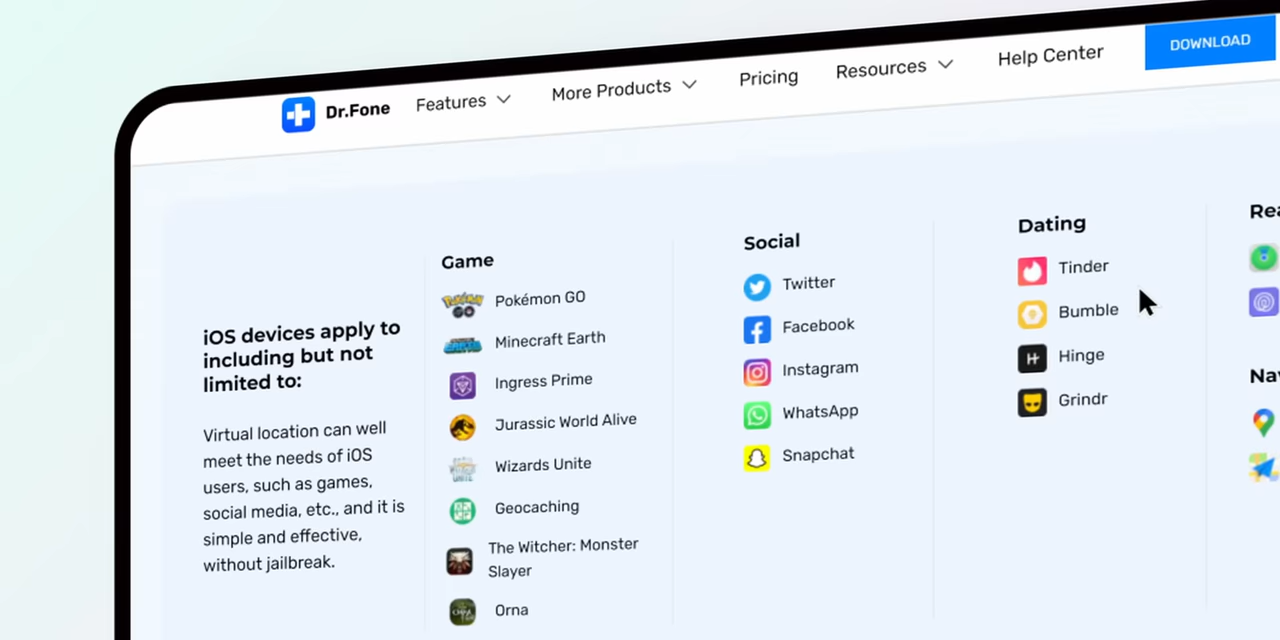 Dr.Fone
Features
More Products
Pricing
Resources
Help Center
DOWNLOAD
iOS devices apply to
including but not
limited to:
Virtual location can well
meet the needs of iOS
users, such as games,
social media, etc., and it is
simple and effective,
without jailbreak.
Game
Pokémon GO
Minecraft Earth
Ingress Prime
Jurassic World Alive
Wizards Unite
Geocaching
The Witcher: Monster
Slayer
Orna
Social
Twitter
Facebook
Instagram
WhatsApp
Snapchat
Dating
Tinder
Bumble
Hinge
Grindr